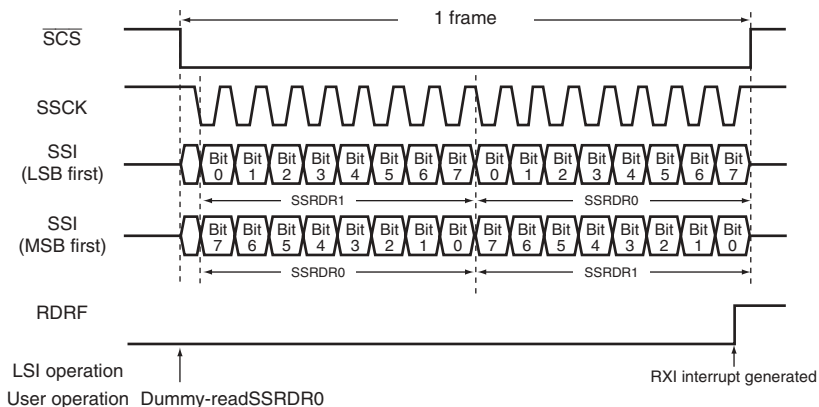 1 frame
SCS
SSCK
SSI
(LSB first)
Bit 0 Bit 1 Bit 2 Bit 3 Bit 4 Bit 5 Bit 6 Bit 7 Bit 0 Bit 1 Bit 2 Bit 3 Bit 4 Bit 5 Bit 6 Bit 7
SSRDR1 SSRDR0
SSI
(MSB first)
Bit 7 Bit 6 Bit 5 Bit 4 Bit 3 Bit 2 Bit 1 Bit 0 Bit 7 Bit 6 Bit 5 Bit 4 Bit 3 Bit 2 Bit 1 Bit 0
SSRDR0 SSRDR1
RDRF
LSI operation RXI interrupt generated
User operation Dummy-readSSRDR0